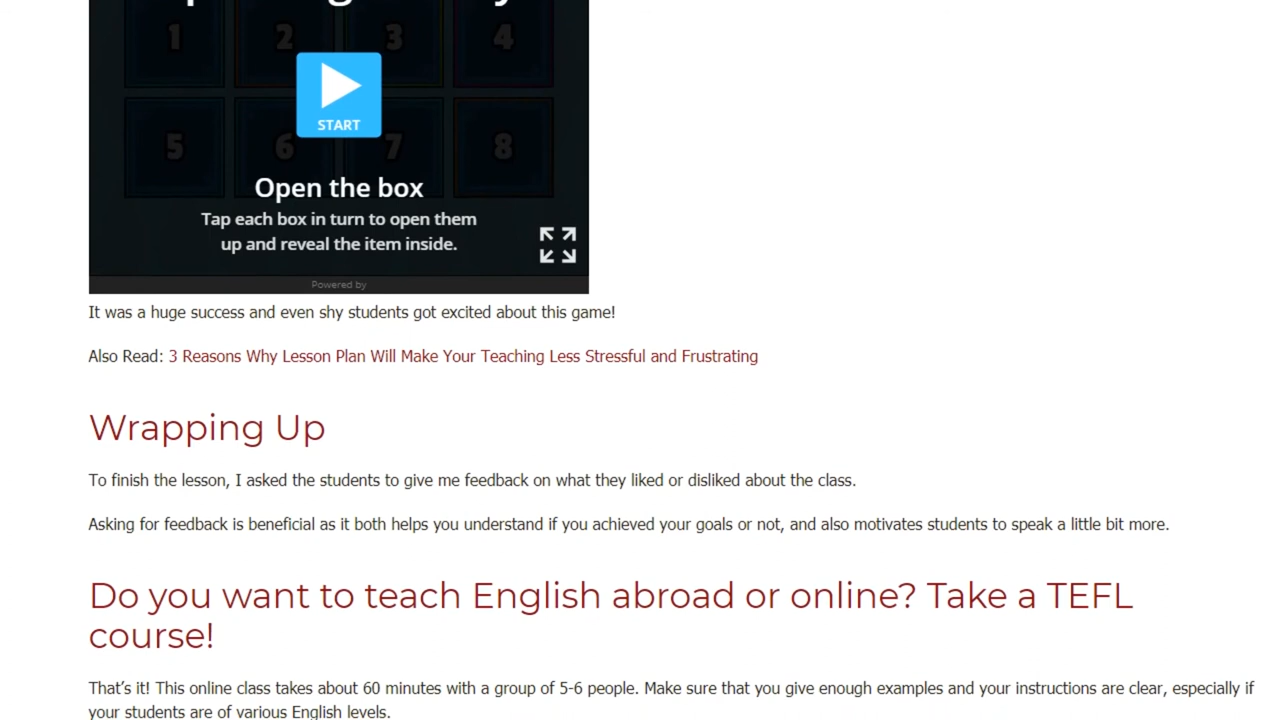 1 2 3 4
START
5 6 7 8
Open the box
Tap each box in turn to open them
up and reveal the item inside.
Powered by
It was a huge success and even shy students got excited about this game!
Also Read: 3 Reasons Why Lesson Plan Will Make Your Teaching Less Stressful and Frustrating
Wrapping Up
To finish the lesson, I asked the students to give me feedback on what they liked or disliked about the class.
Asking for feedback is beneficial as it both helps you understand if you achieved your goals or not, and also motivates students to speak a little bit more.
Do you want to teach English abroad or online? Take a TEFL
course!
That’s it! This online class takes about 60 minutes with a group of 5-6 people. Make sure that you give enough examples and your instructions are clear, especially if
your students are of various English levels.